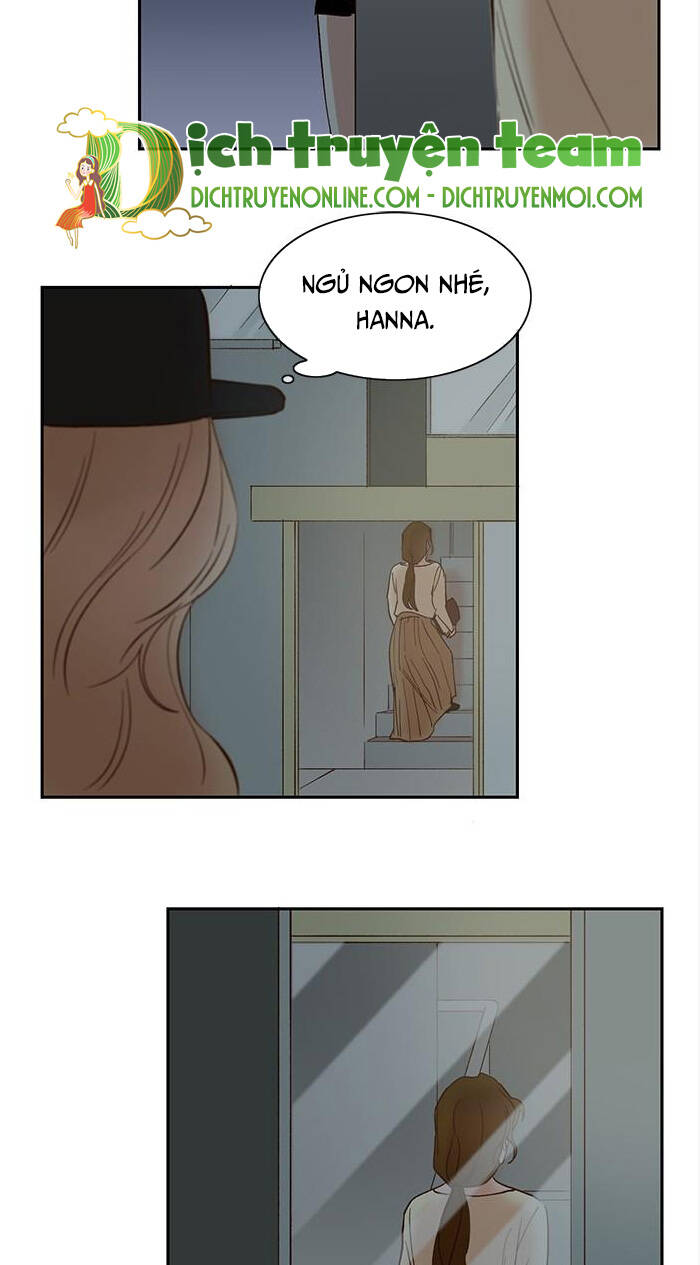 Dịch truyện team
DICHTRUYENONLINE.COM - DICHTRUYENMOI.COM
NGỦ NGON NHÉ,
HANNA.